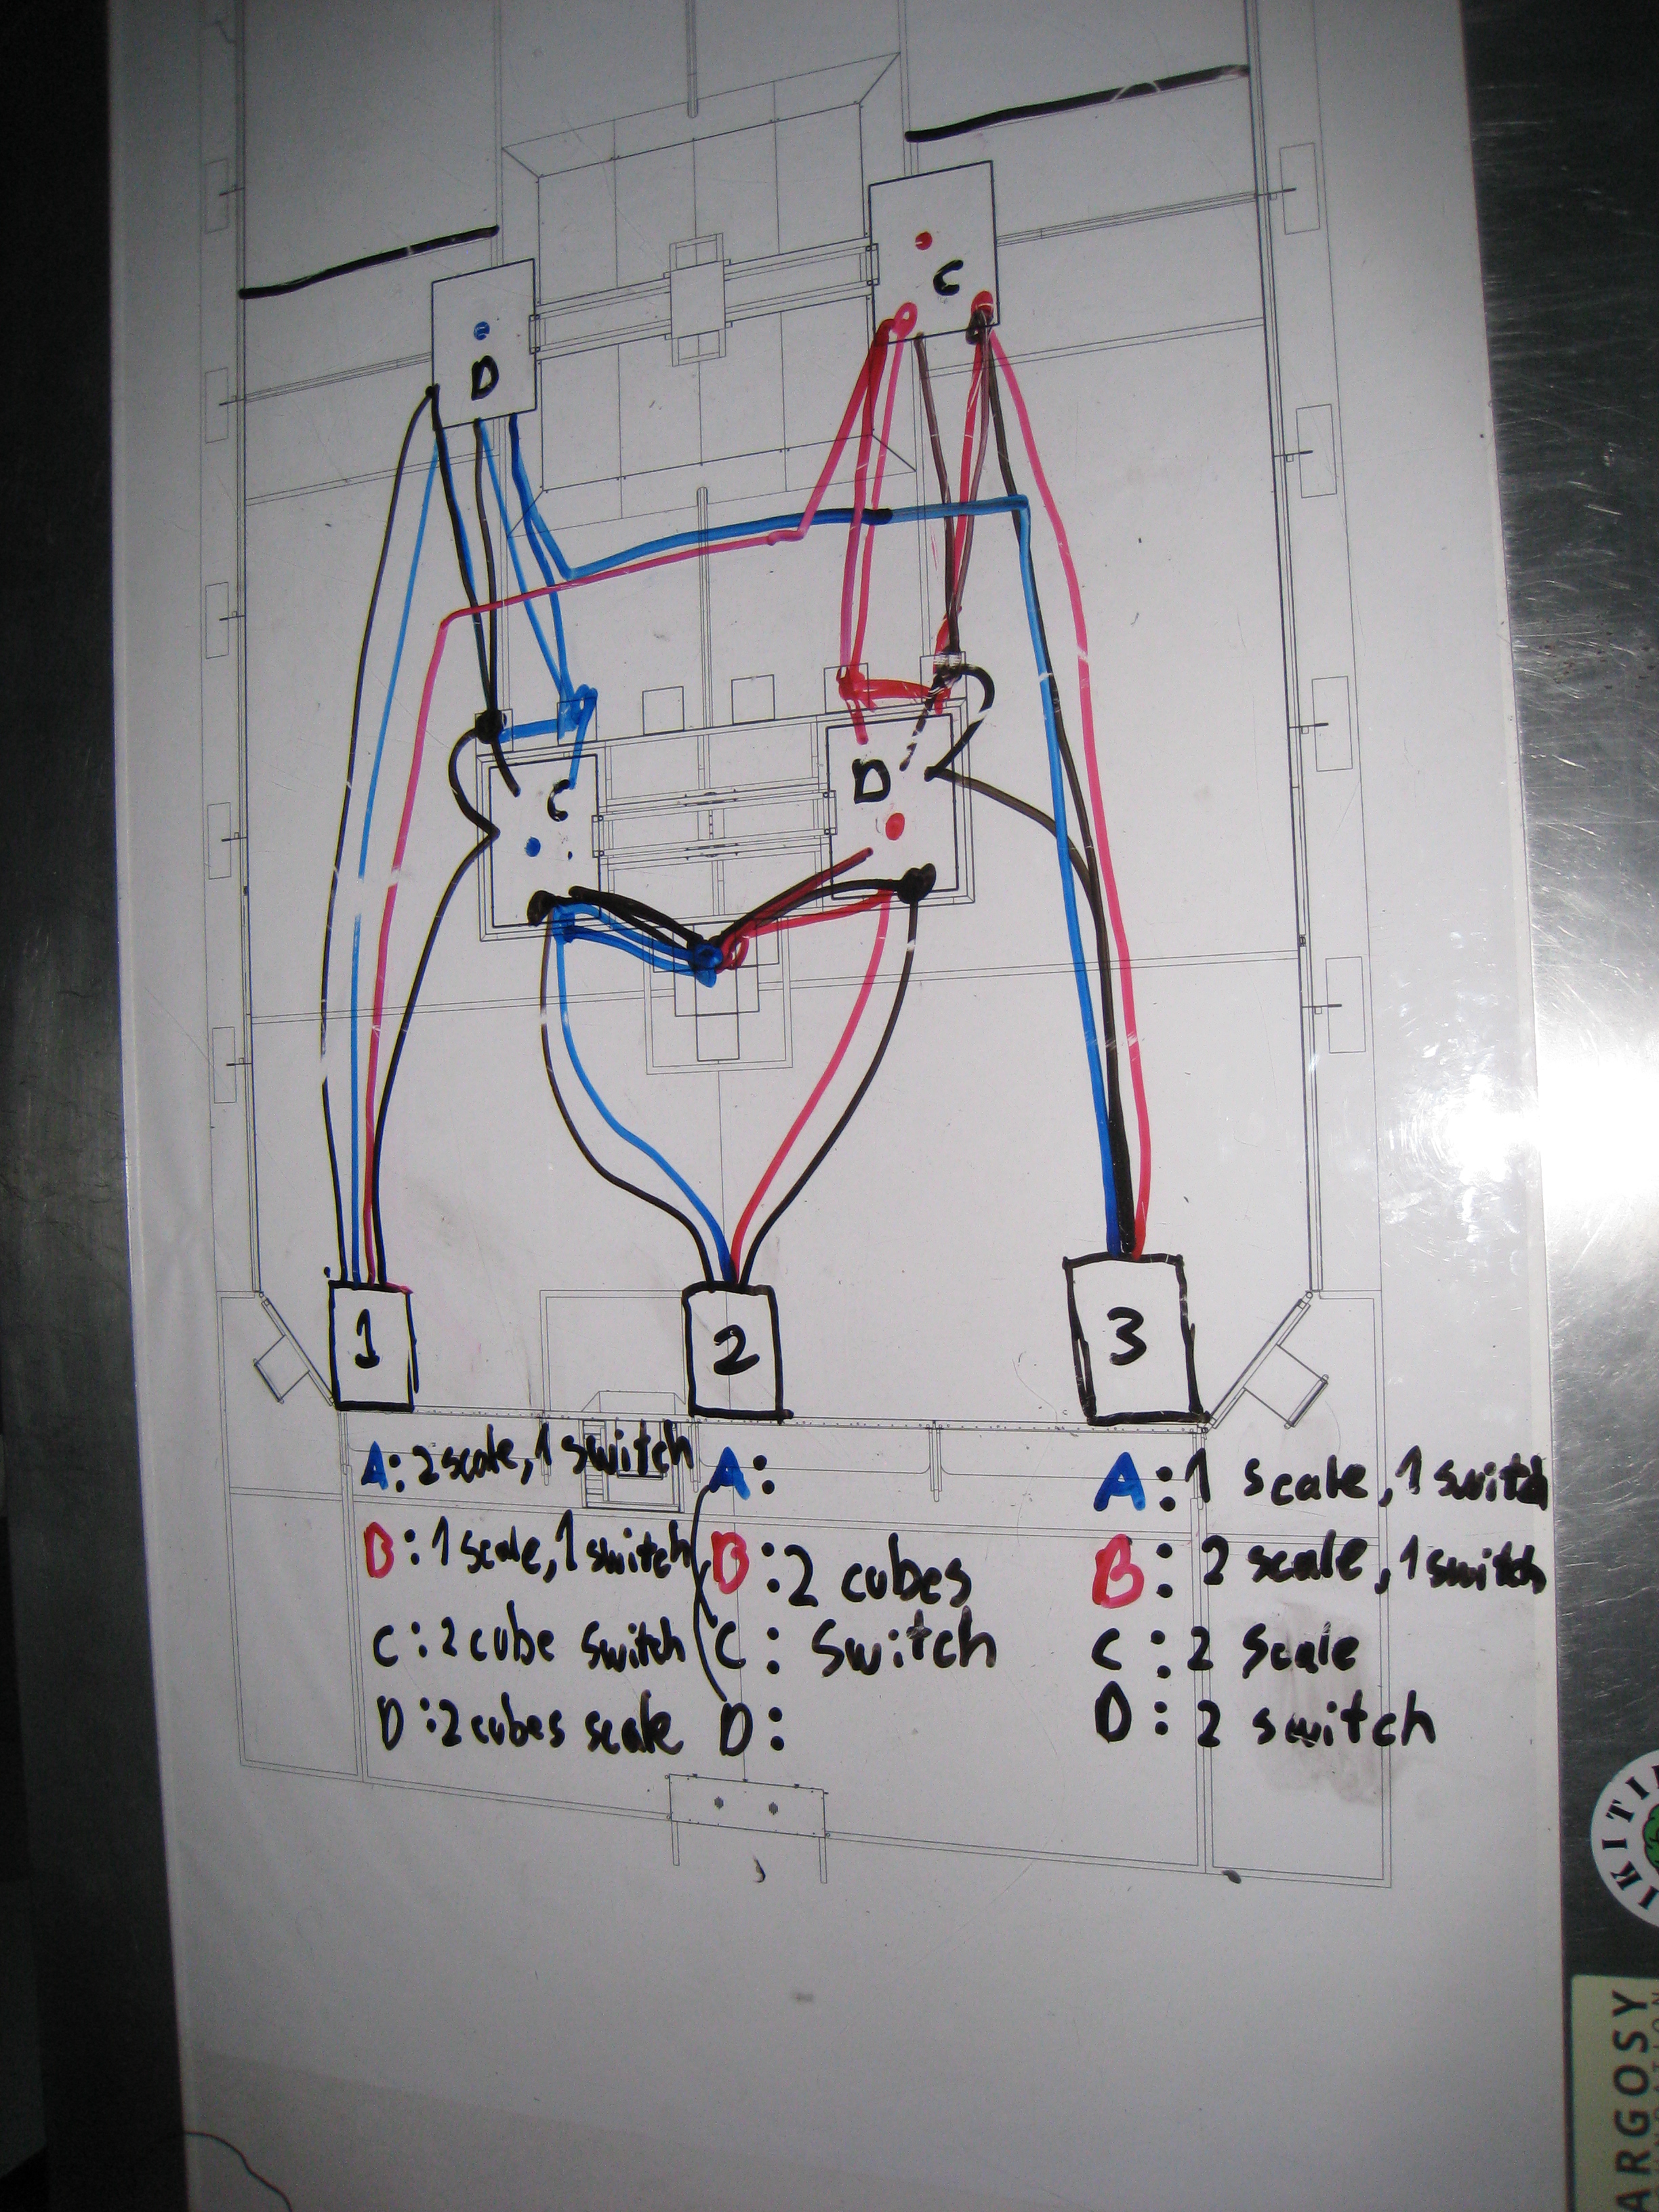 C
D
C
D
1
2
3
A: 2 scale, 1 switch
B: 1 scale, 1 switch
C: 2 cube switch
D: 2 cubes scale
A:
B: 2 cubes
C: switch
D:
A: 1 scale, 1 switch
B: 2 scale, 1 switch
C: 2 scale
D: 2 switch
IKITI
ARGOSY